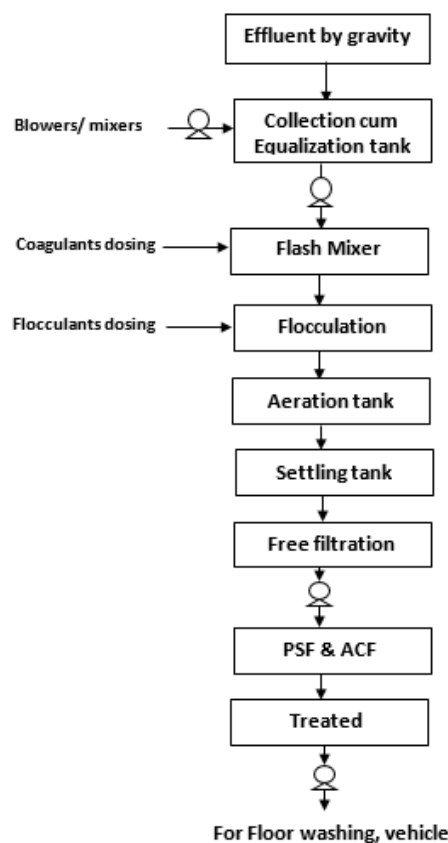 Effluent by gravity
Blowers/ mixers
Collection cum
Equalization tank
Coagulants dosing
Flash Mixer
Flocculants dosing
Flocculation
Aeration tank
Settling tank
Free filtration
PSF & ACF
Treated
For Floor washing, vehicle